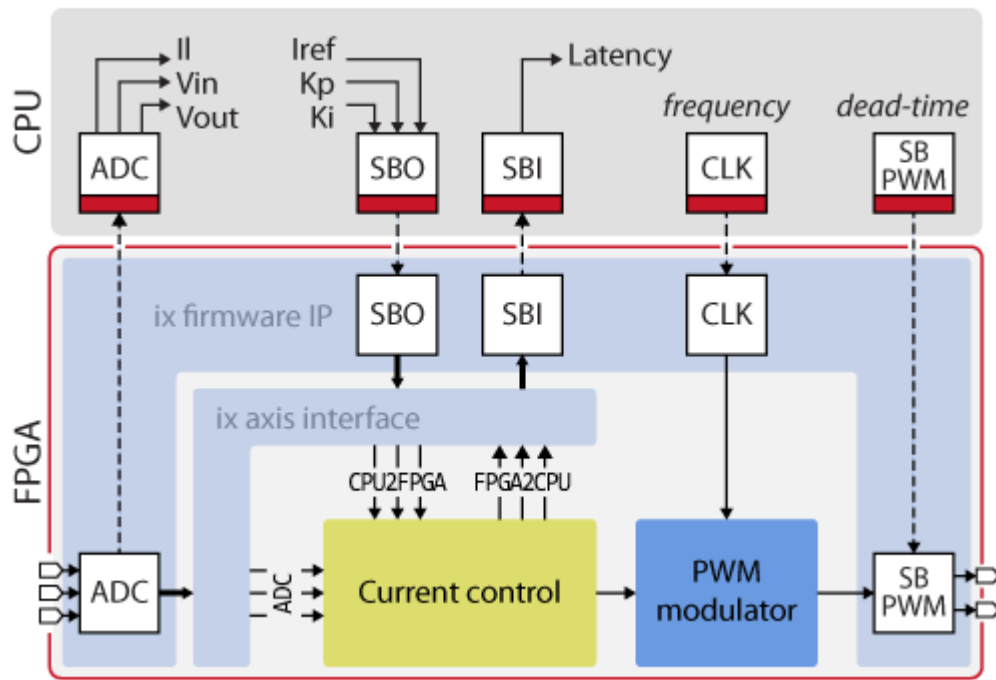 CPU
Il
Vin
Vout
Iref
Kp
Ki
Latency
frequency
dead-time
ADC
SBO
SBI
CLK
SB
PWM
FPGA
ix firmware IP
SBO
SBI
CLK
ix axis interface
CPU2FPGA
FPGA2CPU
ADC
ADC
Current control
PWM
modulator
SB
PWM